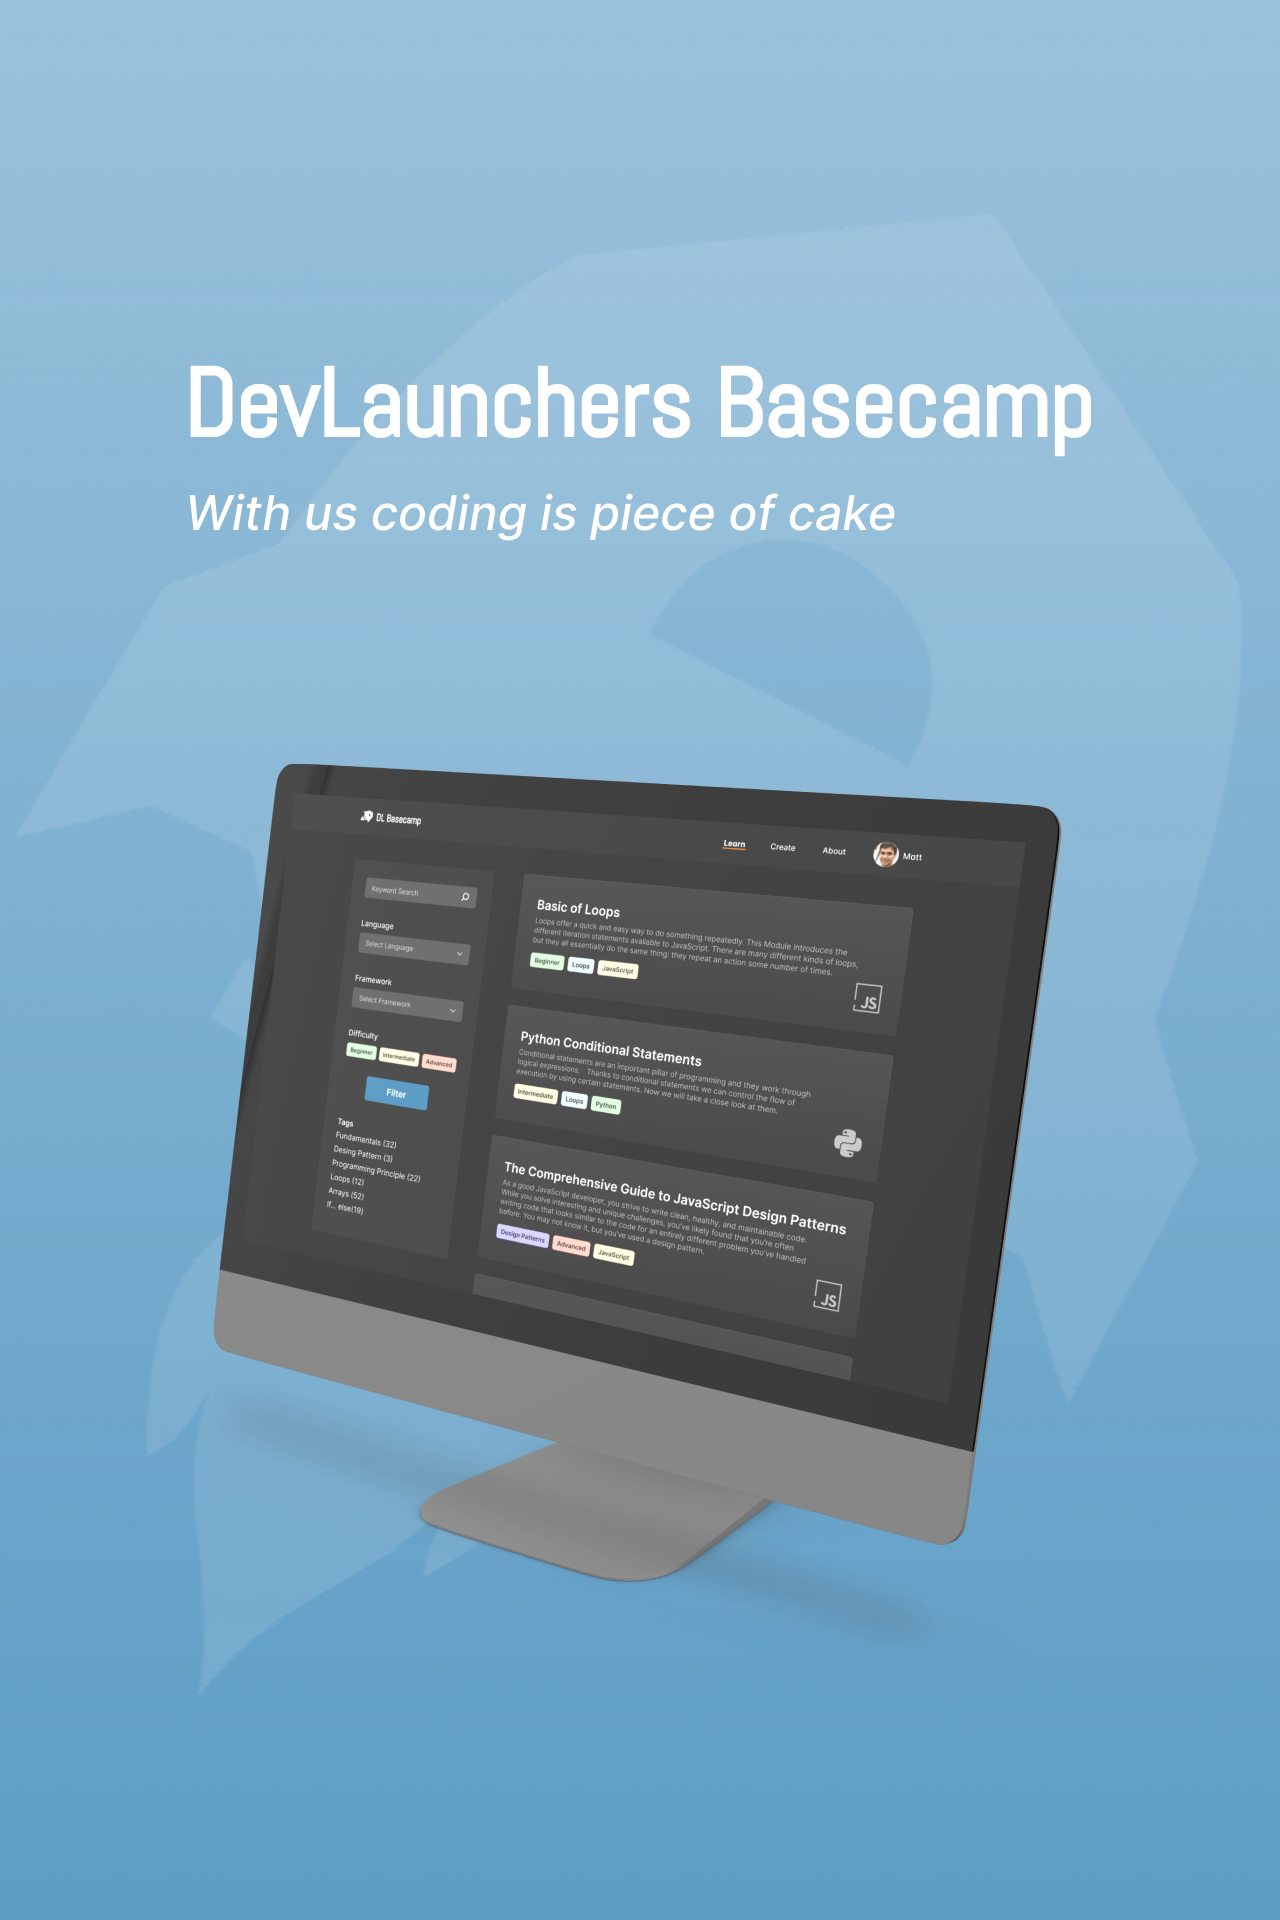 DevLaunchers Basecamp
With us coding is piece of cake
DL Basecamp
Learn
Create
About
Matt
Keyword Search
Language
Select Language
Framework
Select Framework
Difficulty
Beginner
Intermediate
Advanced
Filter
Tags
Fundamentals (32)
Desing Pattern (3)
Programming Principle (22)
Loops (12)
Arrays (52)
If... else(19)
Basic of Loops
Loops offer a quick and easy way to do something repeatedly. This Module introduces the
different iteration statements available to JavaScript. There are many different kinds of loops,
but they all essentially do the same thing: they repeat an action some number of times.
Beginner
Loops
JavaScript
JS
Python Conditional Statements
Conditional statements are an important pillar of programming and they work through
logical expressions. Thanks to conditional statements we can control the flow of
execution by using certain statements. Now we will take a close look at them.
Intermediate
Loops
Python
The Comprehensive Guide to JavaScript Design Patterns
As a good JavaScript developer, you strive to write clean, healthy, and maintainable code.
While you solve interesting and unique challenges, you've likely found that you're often
writing code that looks similar to the code for an entirely different problem you've handled
before. You may not know it, but you've used a design pattern.
Design Patterns
Advanced
JavaScript
JS